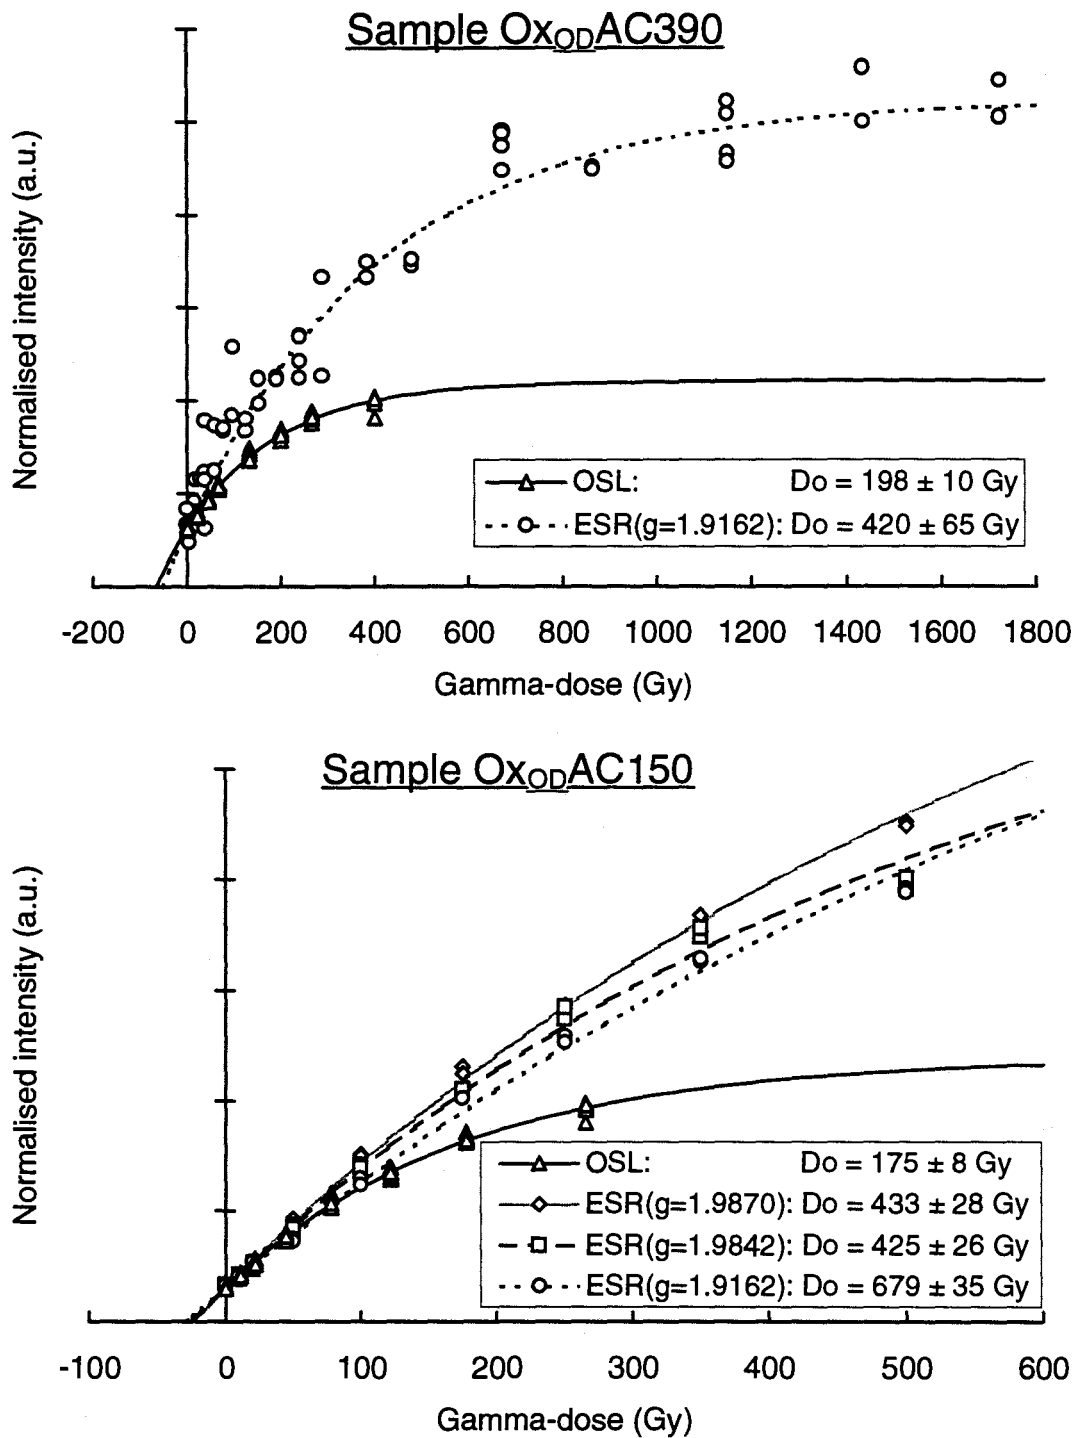 Sample OxODAC390
Normalised intensity (a.u.)
OSL: Do = 198 ± 10 Gy
ESR(g=1.9162): Do = 420 ± 65 Gy
-200 0 200 400 600 800 1000 1200 1400 1600 1800
Gamma-dose (Gy)
Sample OxODAC150
Normalised intensity (a.u.)
OSL: Do = 175 ± 8 Gy
ESR(g=1.9870): Do = 433 ± 28 Gy
ESR(g=1.9842): Do = 425 ± 26 Gy
ESR(g=1.9162): Do = 679 ± 35 Gy
-100 0 100 200 300 400 500 600
Gamma-dose (Gy)